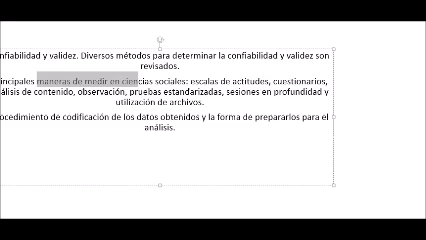 nfiabilidad y validez. Diversos métodos para determinar la confiabilidad y validez son
revisados.
incipales maneras de medir en ciencias sociales: escalas de actitudes, cuestionarios,
álisis de contenido, observación, pruebas estandarizadas, sesiones en profundidad y
utilización de archivos.
ocedimiento de codificación de los datos obtenidos y la forma de prepararlos para el
análisis.